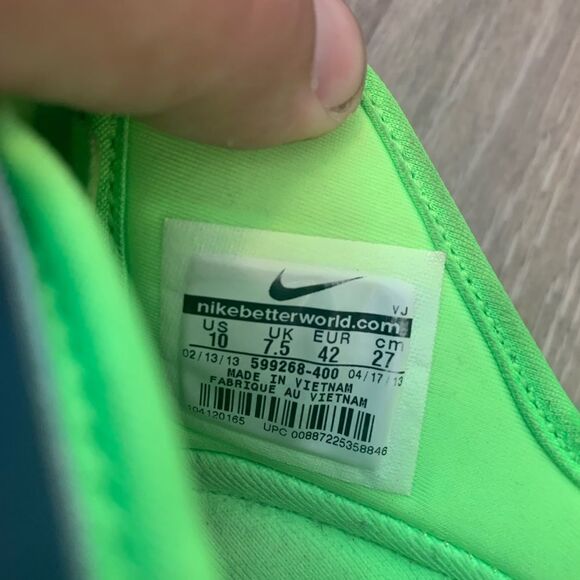 VJ
nikebetterworld.com
US UK EUR cm
10 7.5 42 27
02/13/13 599268-400 04/17/13
MADE IN VIETNAM
FABRIQUE AU VIETNAM
104120165 UPC 00887225358846